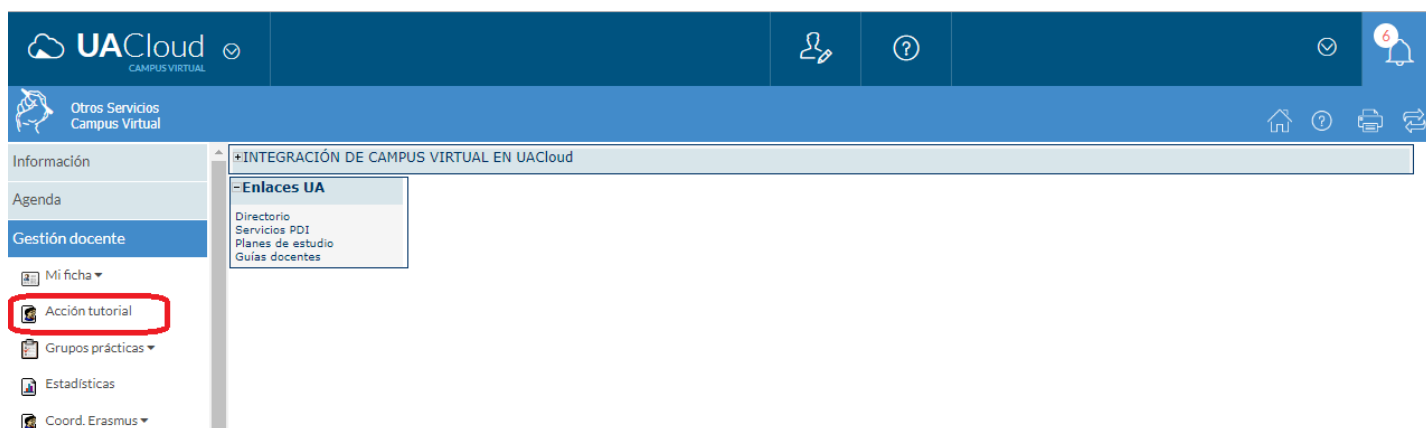 UACloud
CAMPUS VIRTUAL
6
Otros Servicios
Campus Virtual
Información
Agenda
Gestión docente
Mi ficha
Acción tutorial
Grupos prácticas
Estadísticas
Coord. Erasmus
+INTEGRACIÓN DE CAMPUS VIRTUAL EN UACloud
-Enlaces UA
Directorio
Servicios PDI
Planes de estudio
Guías docentes